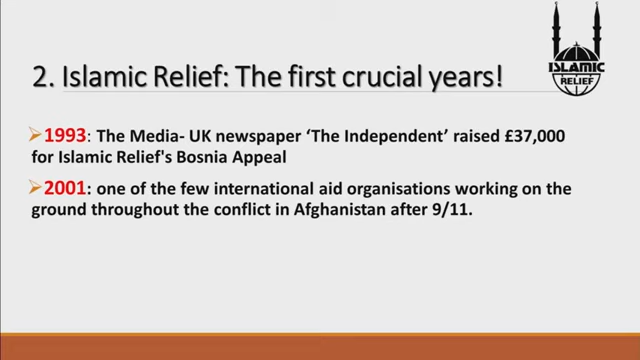 ISLAMIC
RELIEF
2. Islamic Relief: The first crucial years!
➢1993: The Media- UK newspaper ‘The Independent’ raised £37,000
for Islamic Relief's Bosnia Appeal
➢2001: one of the few international aid organisations working on the
ground throughout the conflict in Afghanistan after 9/11.